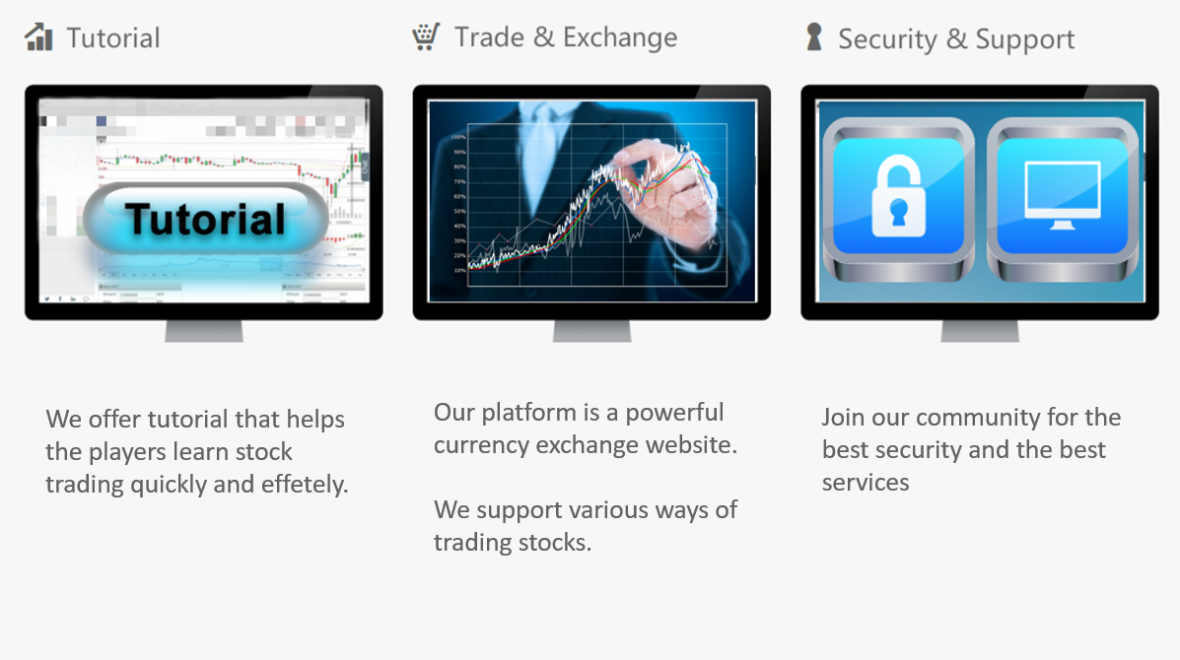 Tutorial
Trade & Exchange
Security & Support
Tutorial
100%
90%
80%
70%
60%
50%
40%
30%
20%
10%
We offer tutorial that helps
the players learn stock
trading quickly and effetely.
Our platform is a powerful
currency exchange website.
We support various ways of
trading stocks.
Join our community for the
best security and the best
services